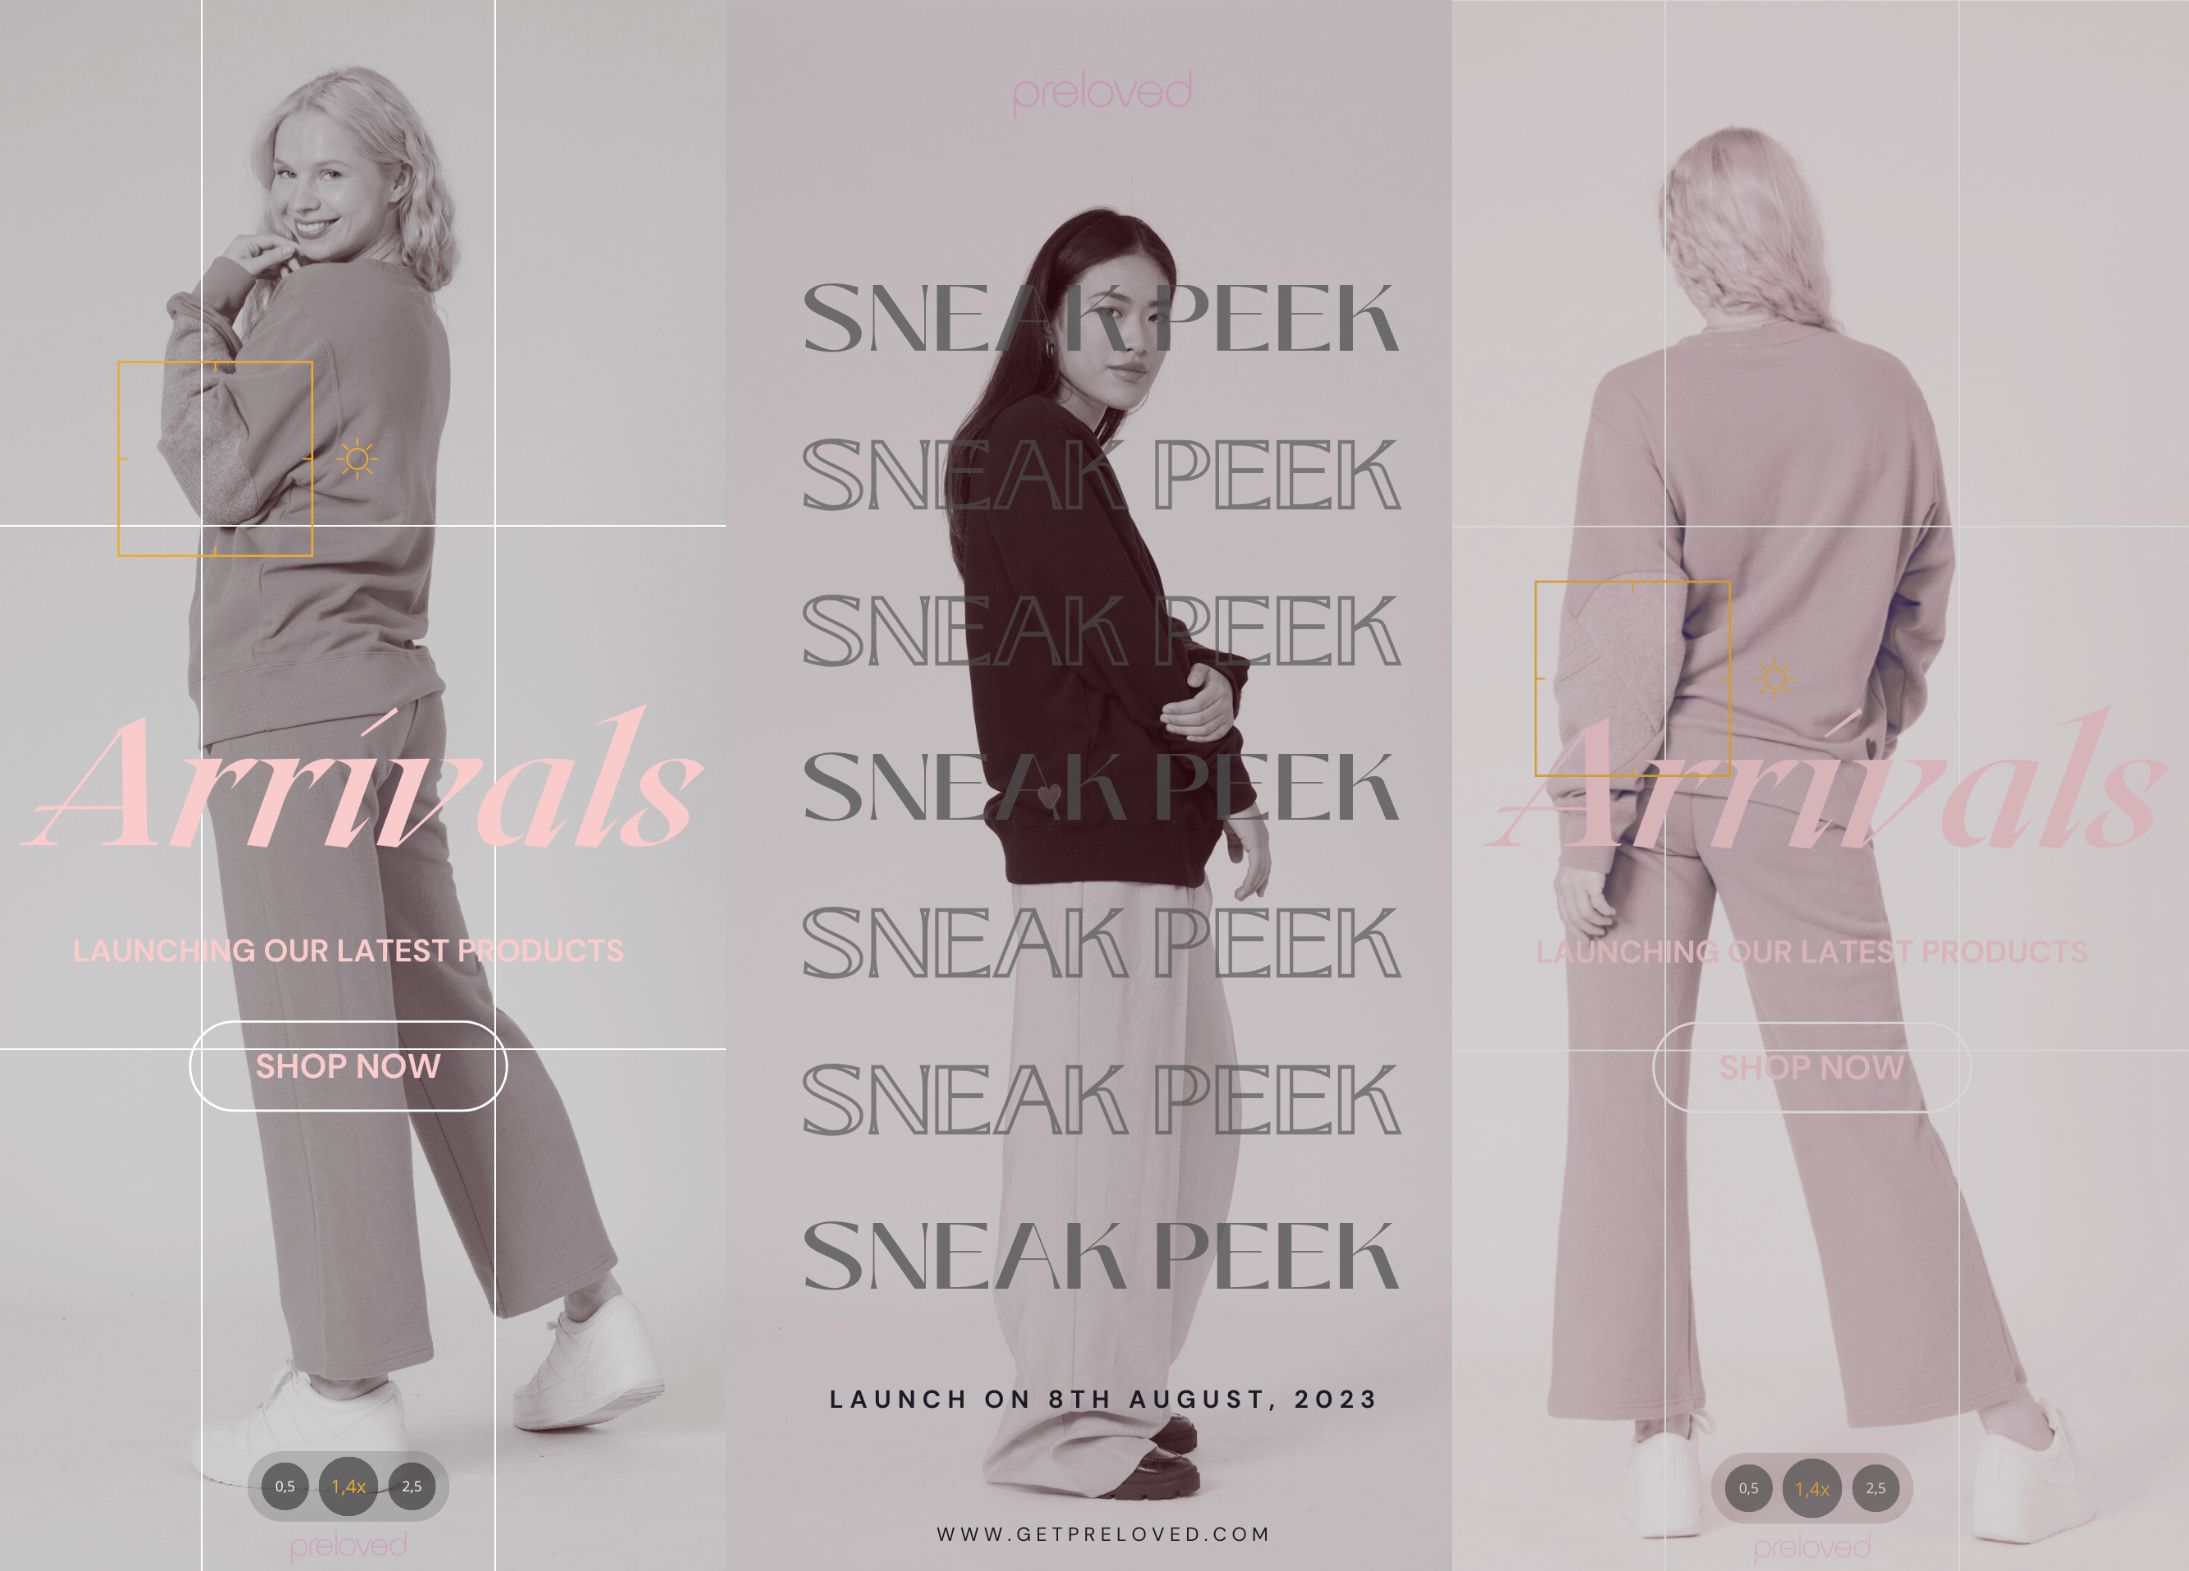 Arrivals
LAUNCHING OUR LATEST PRODUCTS
SHOP NOW
0,5 1,4x 2,5
preloved
preloved
SNEAK PEEK
SNEAK PEEK
SNEAK PEEK
SNEAK PEEK
SNEAK PEEK
SNEAK PEEK
SNEAK PEEK
LAUNCH ON 8TH AUGUST, 2023
WWW.GETPRELOVED.COM
Arrivals
LAUNCHING OUR LATEST PRODUCTS
SHOP NOW
0,5 1,4x 2,5
preloved